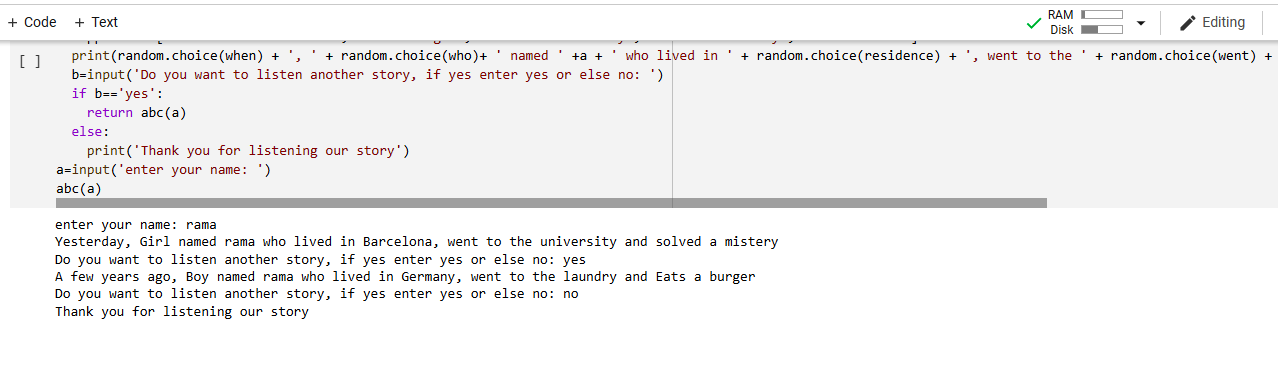 + Code + Text
RAM
Disk
Editing
[ ]
print(random.choice(when) + ', ' + random.choice(who)+ ' named ' +a + ' who lived in ' + random.choice(residence) + ', went to the ' + random.choice(went) +
b=input('Do you want to listen another story, if yes enter yes or else no: ')
if b=='yes':
return abc(a)
else:
print('Thank you for listening our story')
a=input('enter your name: ')
abc(a)
enter your name: rama
Yesterday, Girl named rama who lived in Barcelona, went to the university and solved a mistery
Do you want to listen another story, if yes enter yes or else no: yes
A few years ago, Boy named rama who lived in Germany, went to the laundry and Eats a burger
Do you want to listen another story, if yes enter yes or else no: no
Thank you for listening our story